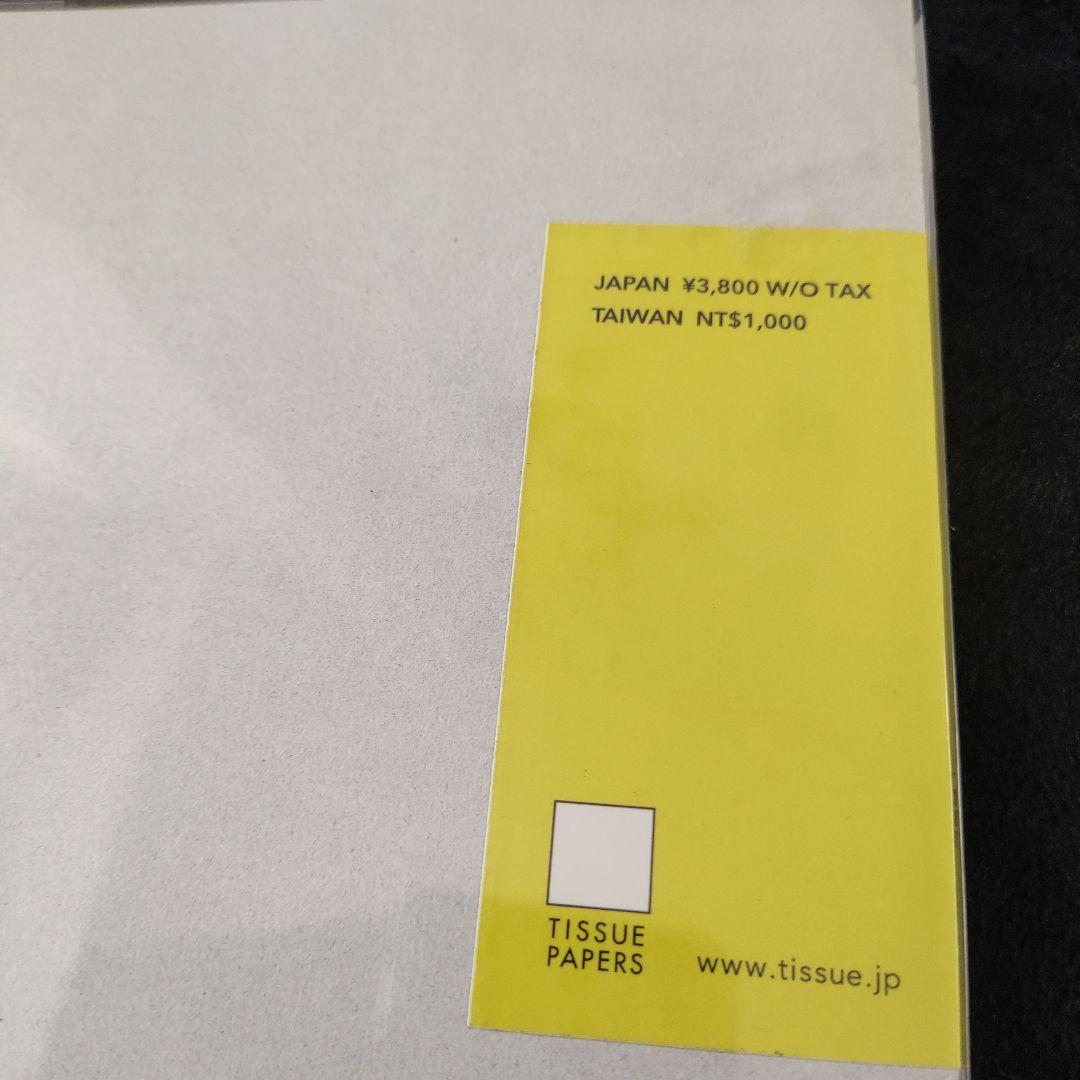 JAPAN ¥3,800 W/O TAX
TAIWAN NT$1,000
TISSUE
PAPERS
www.tissue.jp